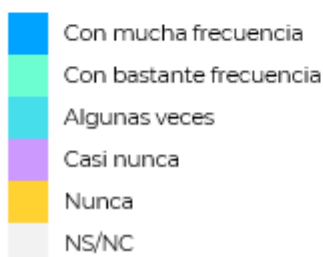 Con mucha frecuencia
Con bastante frecuencia
Algunas veces
Casi nunca
Nunca
NS/NC